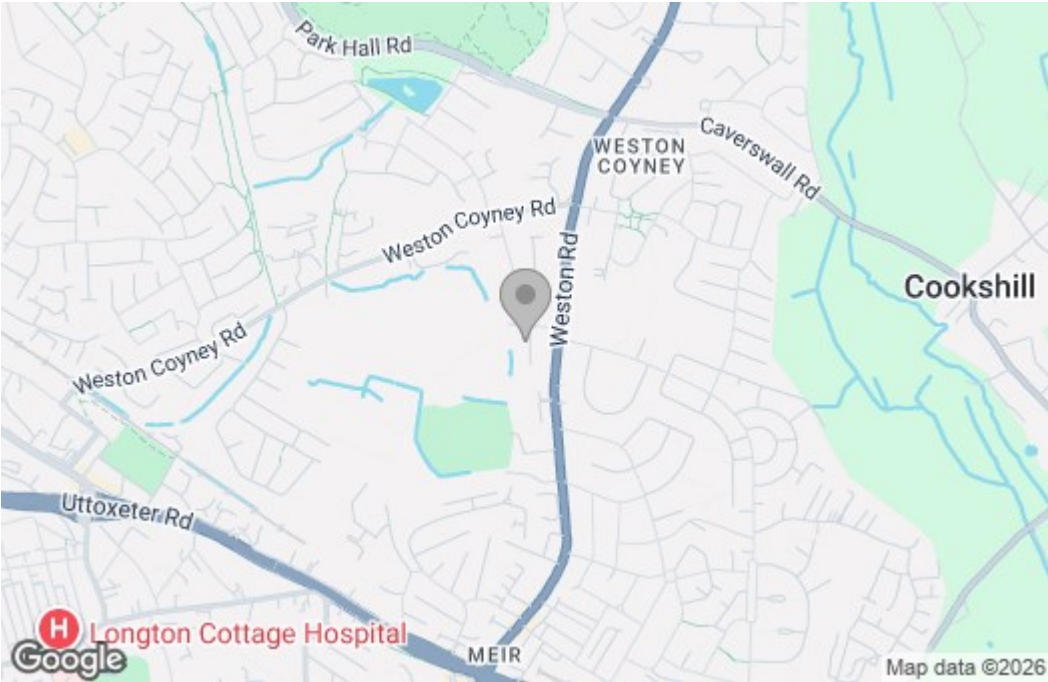 Park Hall Rd
WESTON
COYNEY
Caverswall Rd
Weston Coyney Rd
Weston Rd
Cookshill
Weston Coyney Rd
Uttoxeter Rd
H
Longton Cottage Hospital
MEIR
Google
Map data ©2026